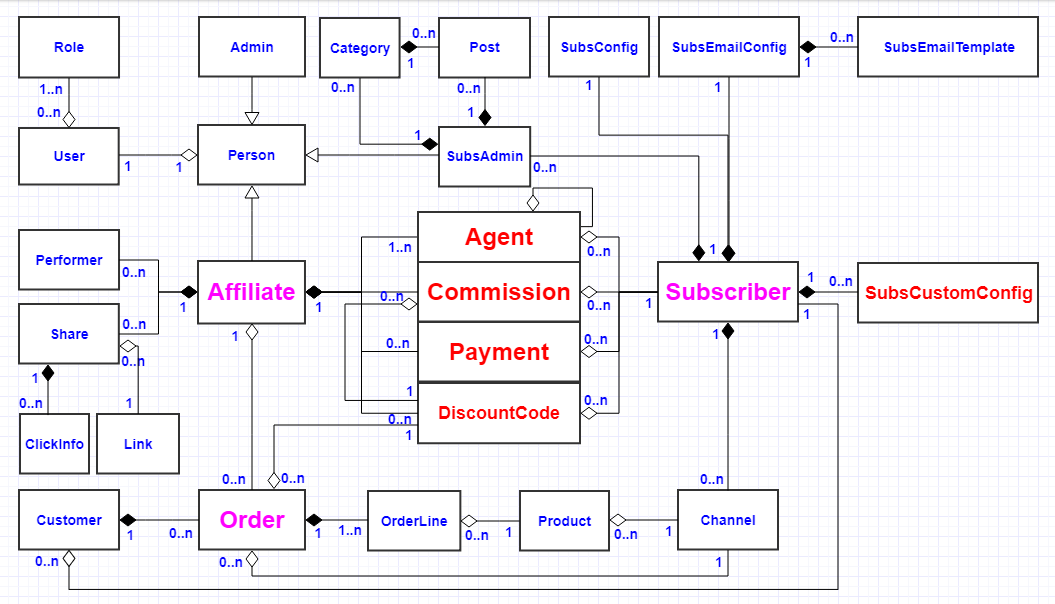 Role
Admin
Category
0..n
1
Post
SubsConfig
SubsEmailConfig
0..n
1
SubsEmailTemplate
1..n
0..n
0..n
0..n
1
1
1
1
User
1
1
Person
SubsAdmin
0..n
Performer
0..n
1
Affiliate
1
1..n
Agent
0..n
1
1
0..n
Subscriber
1
SubsCustomConfig
0..n
Commission
0..n
1
1
Share
0..n
0..n
1
0..n
Payment
0..n
1
1
0..n
1
1
0..n
DiscountCode
0..n
1
ClickInfo
Link
0..n
0..n
0..n
Customer
1
0..n
Order
1
1..n
OrderLine
0..n
1
Product
0..n
1
Channel
0..n
0..n
1